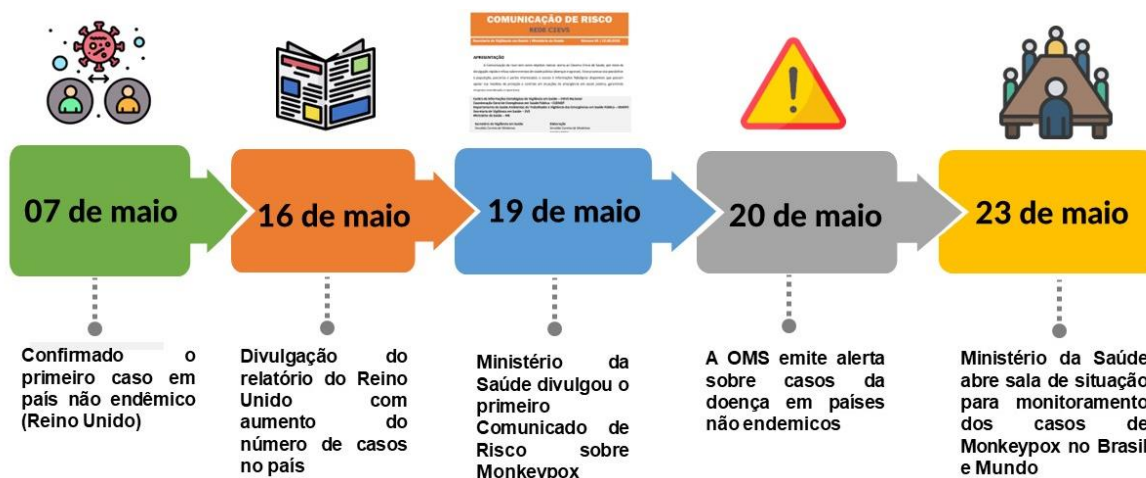 COMUNICAÇÃO DE RISCO
REDE CIEVS
APRESENTAÇÃO
07 de maio
16 de maio
19 de maio
20 de maio
23 de maio
Confirmado o
primeiro caso em
país não endêmico
(Reino Unido)
Divulgação do
relatório do Reino
Unido com
aumento do
número de casos
no país
Ministério da
Saúde divulgou o
primeiro
Comunicado de
Risco sobre
Monkeypox
A OMS emite alerta
sobre casos da
doença em países
não endemicos
Ministério da Saúde
abre sala de situação
para monitoramento
dos casos de
Monkeypox no Brasil
e Mundo